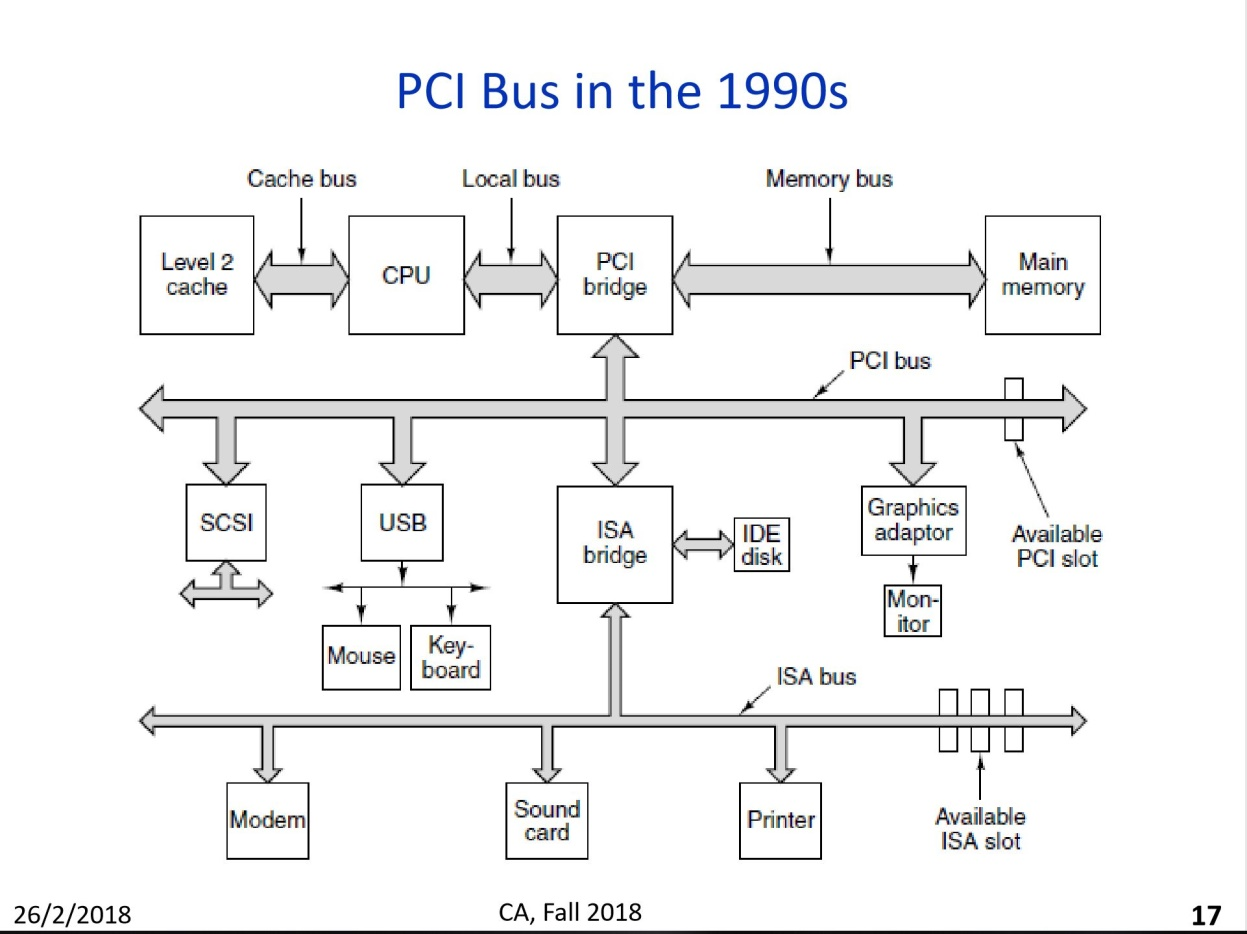 PCI Bus in the 1990s
Cache bus
Local bus
Memory bus
Level 2
cache
CPU
PCI
bridge
Main
memory
PCI bus
SCSI
USB
ISA
bridge
IDE
disk
Graphics
adaptor
Available
PCI slot
Mon-
itor
Mouse
Key-
board
ISA bus
Modem
Sound
card
Printer
Available
ISA slot
26/2/2018
CA, Fall 2018
17